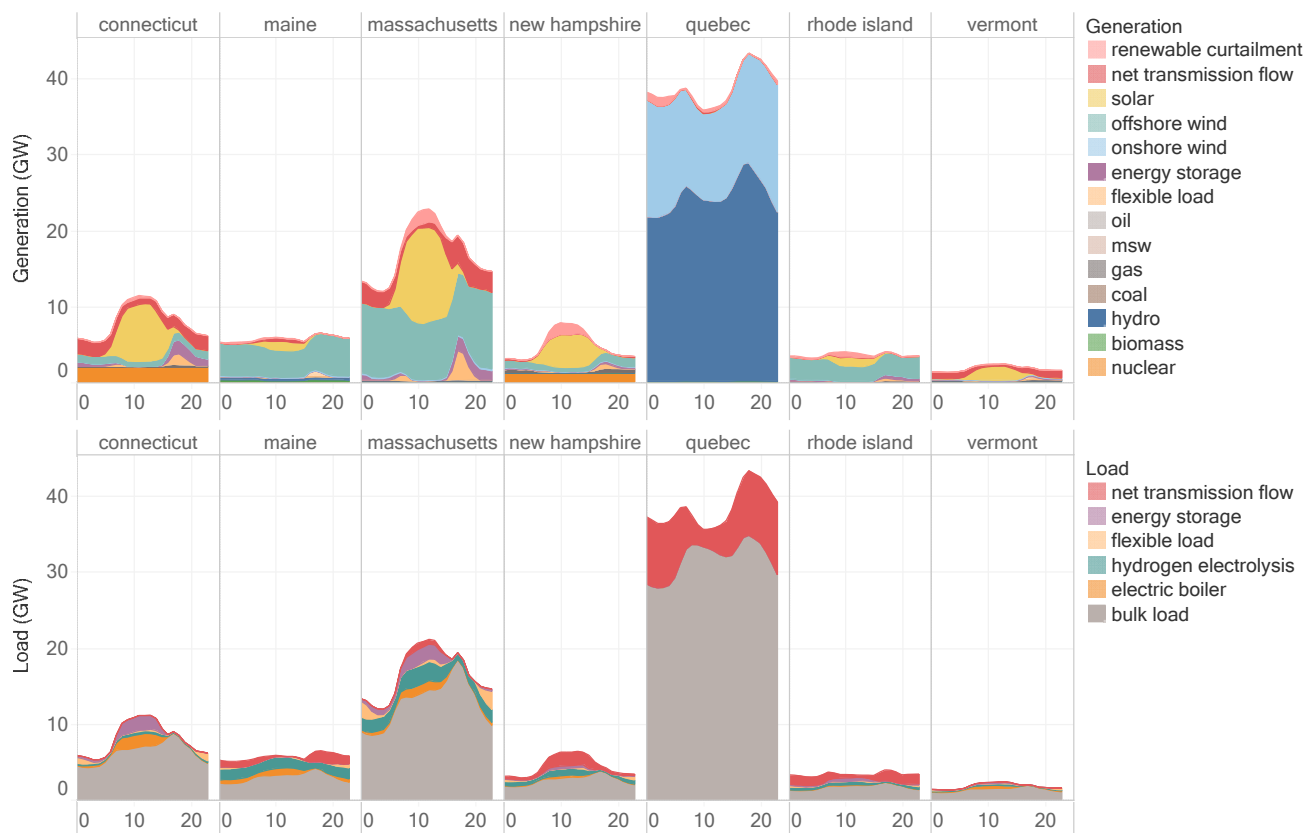 connecticut maine massachusetts new hampshire quebec rhode island vermont
Generation
renewable curtailment
net transmission flow
solar
offshore wind
onshore wind
energy storage
flexible load
oil
msw
gas
coal
hydro
biomass
nuclear
Generation (GW)
40
30
20
10
0
0 10 20 0 10 20 0 10 20 0 10 20 0 10 20 0 10 20 0 10 20
connecticut maine massachusetts new hampshire quebec rhode island vermont
Load
net transmission flow
energy storage
flexible load
hydrogen electrolysis
electric boiler
bulk load
Load (GW)
40
30
20
10
0
0 10 20 0 10 20 0 10 20 0 10 20 0 10 20 0 10 20 0 10 20